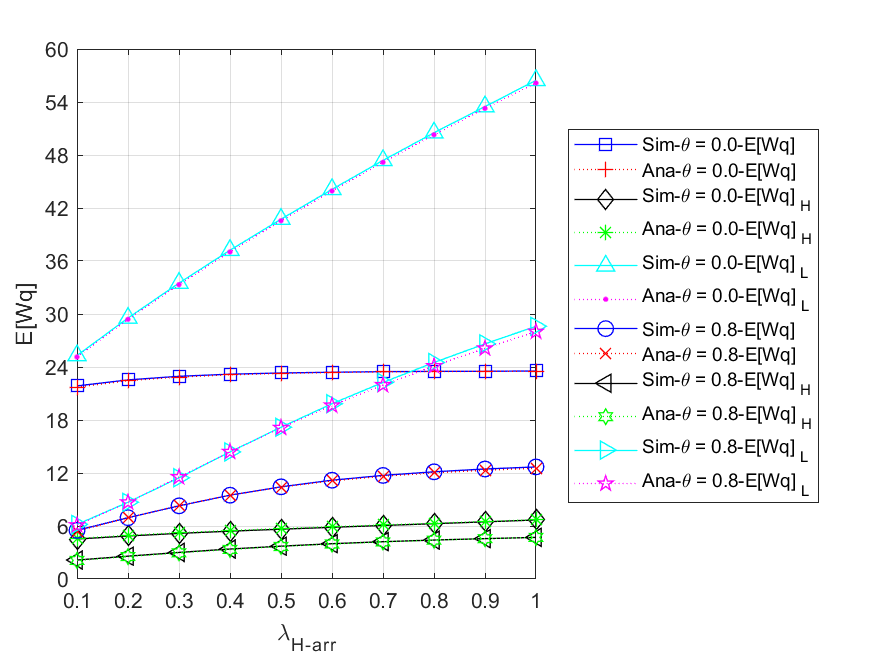 60
54
48
42
36
30
24
18
12
6
0
E[Wq]
0.1 0.2 0.3 0.4 0.5 0.6 0.7 0.8 0.9 1
λH-arr
Sim-θ = 0.0-E[Wq]
Ana-θ = 0.0-E[Wq]
Sim-θ = 0.0-E[Wq] H
Ana-θ = 0.0-E[Wq] H
Sim-θ = 0.0-E[Wq] L
Ana-θ = 0.0-E[Wq] L
Sim-θ = 0.8-E[Wq]
Ana-θ = 0.8-E[Wq]
Sim-θ = 0.8-E[Wq] H
Ana-θ = 0.8-E[Wq] H
Sim-θ = 0.8-E[Wq] L
Ana-θ = 0.8-E[Wq] L